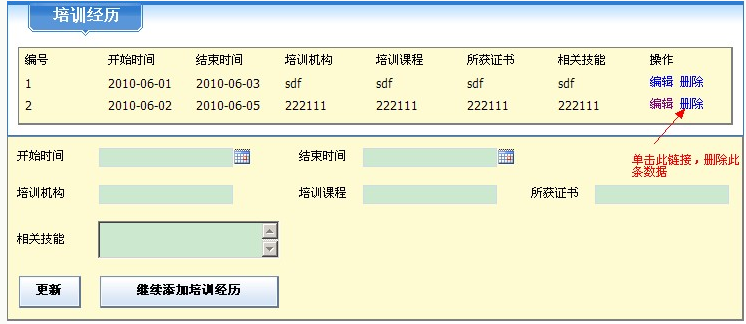 培训经历
编号 开始时间 结束时间 培训机构 培训课程 所获证书 相关技能 操作
1 2010-06-01 2010-06-03 sdf sdf sdf sdf 编辑 删除
2 2010-06-02 2010-06-05 222111 222111 222111 222111 编辑 删除
开始时间 结束时间
单击此链接，删除此
条数据
培训机构 培训课程 所获证书
相关技能
更新 继续添加培训经历